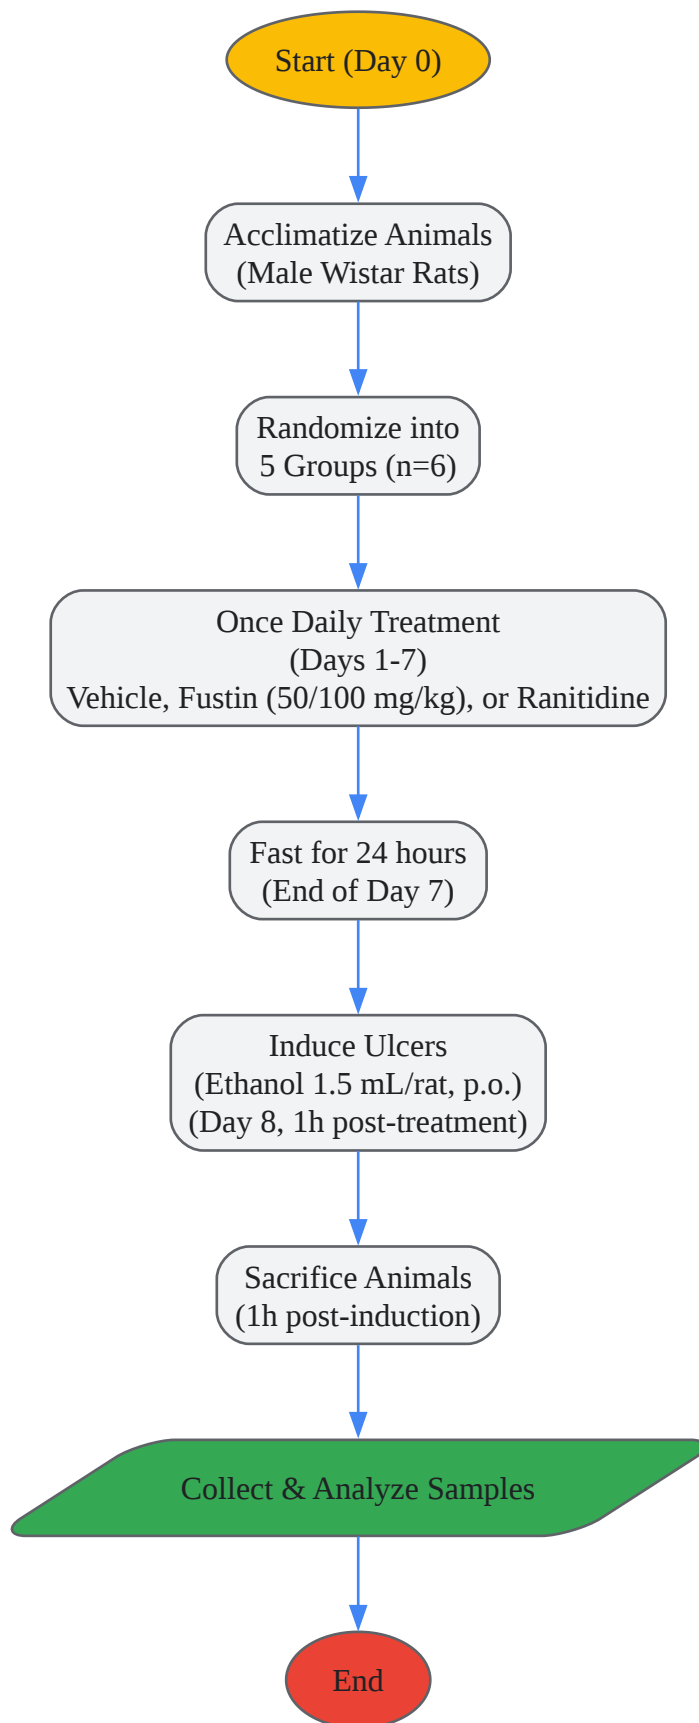 Start (Day 0)
Acclimatize Animals
(Male Wistar Rats)
Randomize into
5 Groups (n=6)
Once Daily Treatment
(Days 1-7)
Vehicle, Fustin (50/100 mg/kg), or Ranitidine
Fast for 24 hours
(End of Day 7)
Induce Ulcers
(Ethanol 1.5 mL/rat, p.o.)
(Day 8, 1h post-treatment)
Sacrifice Animals
(1h post-induction)
Collect & Analyze Samples
End